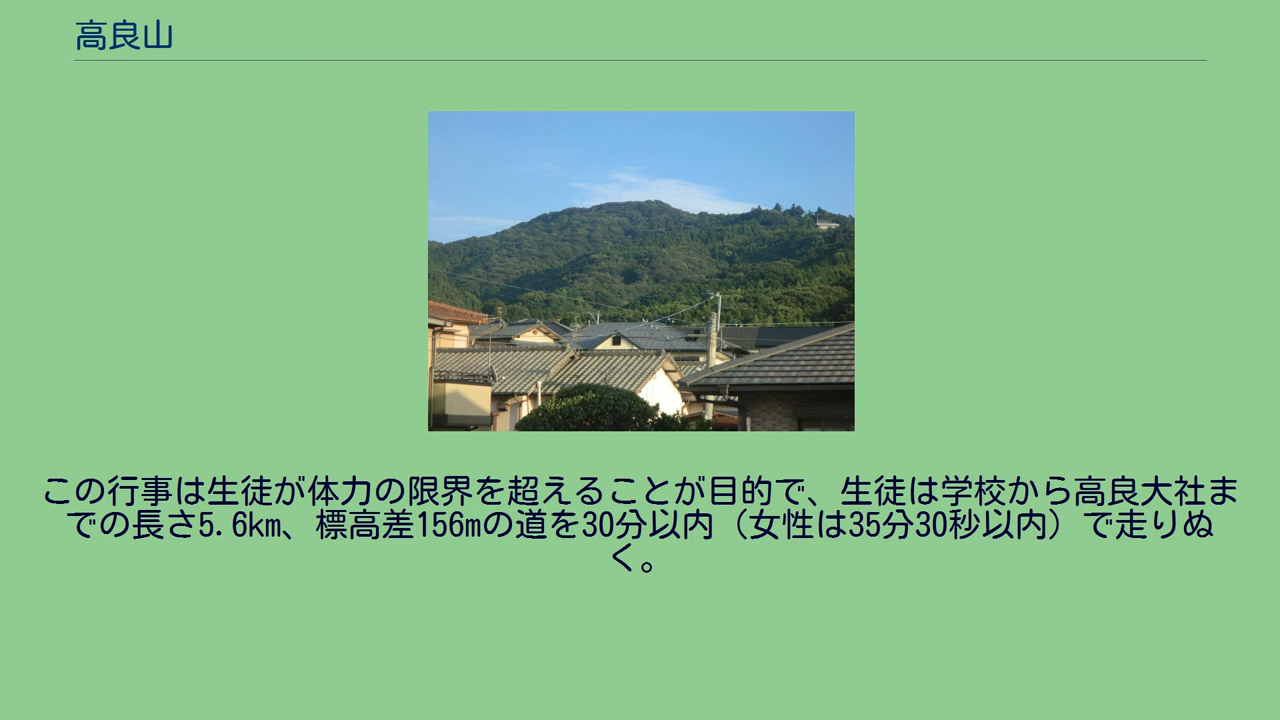 高良山
この行事は生徒が体力の限界を超えることが目的で、生徒は学校から高良大社ま
での長さ5.6km、標高差156mの道を30分以内（女性は35分30秒以内）で走りぬ
く。